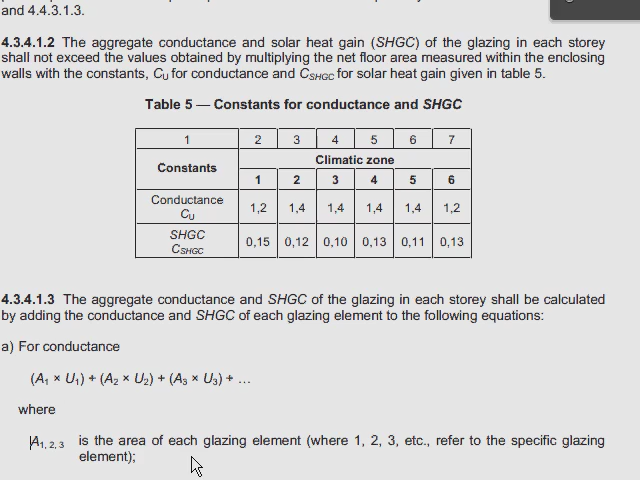 and 4.4.3.1.3.
4.3.4.1.2 The aggregate conductance and solar heat gain (SHGC) of the glazing in each storey
shall not exceed the values obtained by multiplying the net floor area measured within the enclosing
walls with the constants, CU for conductance and CSHGC for solar heat gain given in table 5.
Table 5 — Constants for conductance and SHGC
1 2 3 4 5 6 7
Constants Climatic zone
1 2 3 4 5 6
Conductance
CU 1,2 1,4 1,4 1,4 1,4 1,2
SHGC
CSHGC 0,15 0,12 0,10 0,13 0,11 0,13
4.3.4.1.3 The aggregate conductance and SHGC of the glazing in each storey shall be calculated
by adding the conductance and SHGC of each glazing element to the following equations:
a) For conductance
(A1 × U1) + (A2 × U2) + (A3 × U3) + ...
where
A1, 2, 3 is the area of each glazing element (where 1, 2, 3, etc., refer to the specific glazing
element);